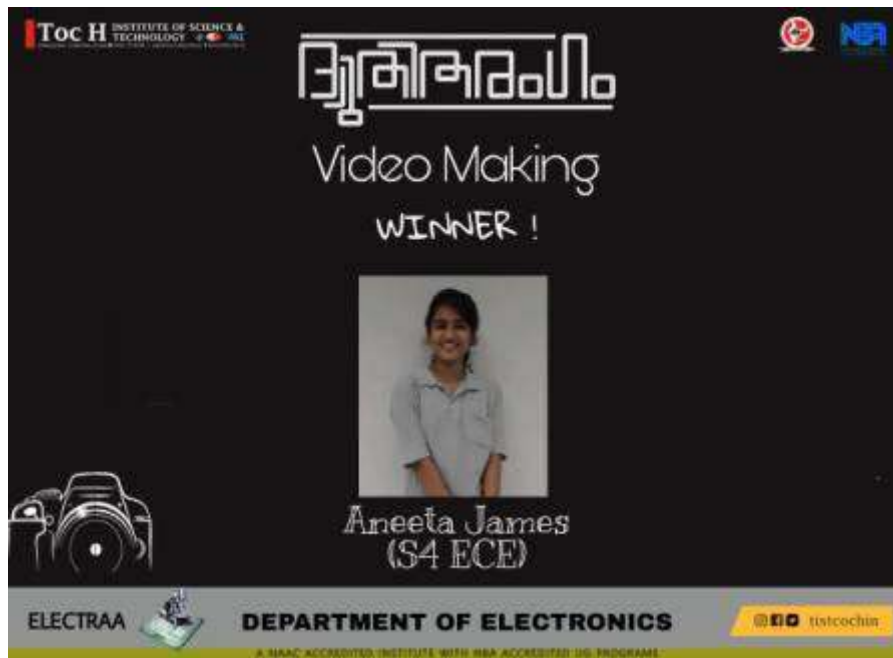 TOC H INSTITUTE OF SCIENCE &
TECHNOLOGY
ദ്യുതിതരംഗം
Video Making
WINNER !
Aneeta James
(S4 ECE)
ELECTRAA
DEPARTMENT OF ELECTRONICS
tistcochin
A NAAC ACCREDITED INSTITUTE WITH NBA ACCREDITED UG PROGRAMS